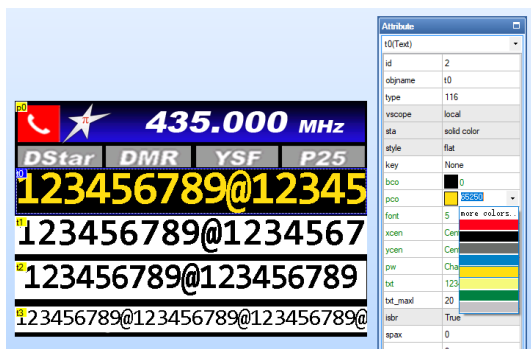 Attribute
t0(Text)
id 2
objname t0
type 116
vscope local
sta solid color
style flat
key None
bco 0
pco 65250
more colors..
font 5
xcen Cen
ycen Cen
pw Cha
txt 123
txt_maxl 20
isbr True
spax 0
p0
π
435.000 MHz
DStar DMR YSF P25
t0
123456789@12345
t1
123456789@1234567
t2
123456789@123456789
t3
123456789@123456789@123456789@